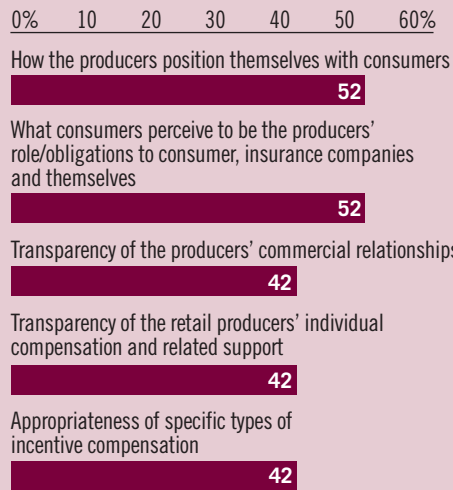 0% 10 20 30 40 50 60%
How the producers position themselves with consumers
52
What consumers perceive to be the producers'
role/obligations to consumer, insurance companies
and themselves
52
Transparency of the producers' commercial relationships
42
Transparency of the retail producers' individual
compensation and related support
42
Appropriateness of specific types of
incentive compensation
42